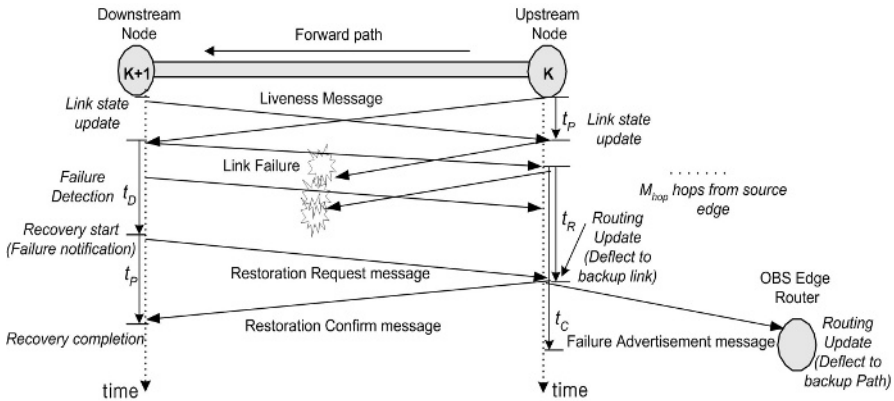 Downstream
Node
Upstream
Node
Forward path
K+1
K
Liveness Message
Link state
update
t_P
Link state
update
Link Failure
Failure
Detection
t_D
M_hop hops from source
edge
t_R
Routing
Update
(Deflect to
backup link)
Recovery start
(Failure notification)
t_P
Restoration Request message
OBS Edge
Router
Restoration Confirm message
t_C
Failure Advertisement message
Routing
Update
(Deflect to
backup Path)
Recovery completion
time
time